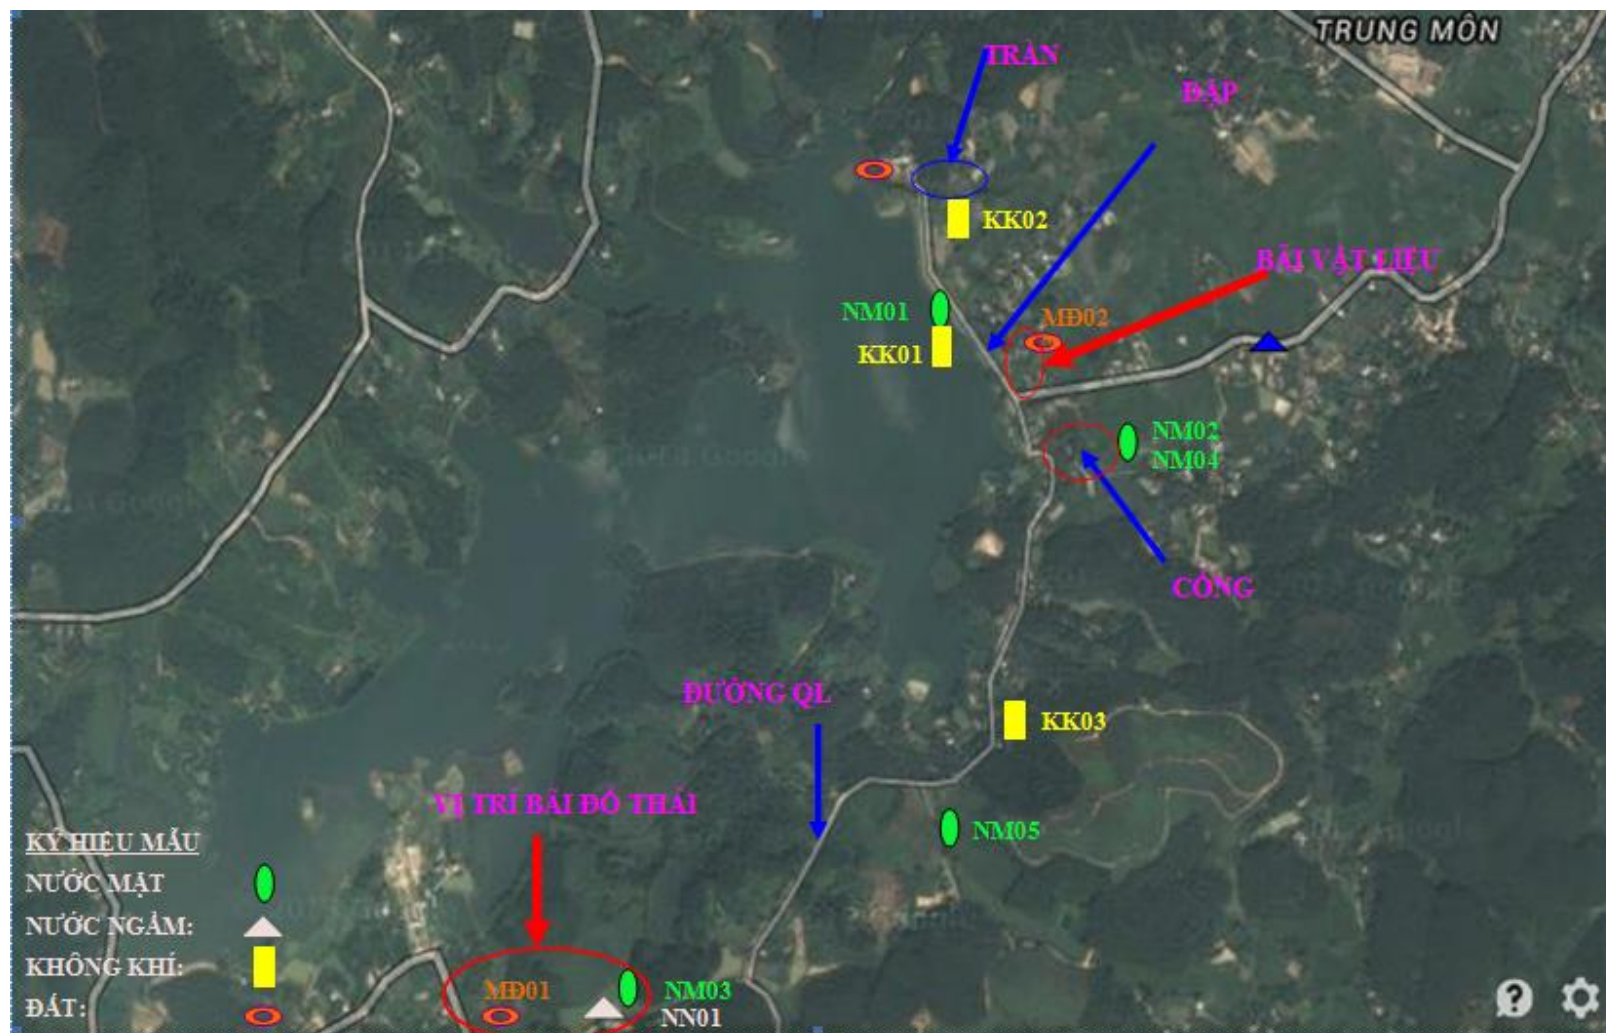 TRUNG MÔN
TRÀN
ĐẬP
KK02
BÃI VẬT LIỆU
NM01
MĐ02
KK01
NM02
NM04
CỐNG
ĐƯỜNG QL
KK03
VỊ TRÍ BÃI ĐỔ THẢI
NM05
KÝ HIỆU MẪU
NƯỚC MẶT
NƯỚC NGẦM:
KHÔNG KHÍ:
ĐẤT:
MĐ01
NM03
NN01